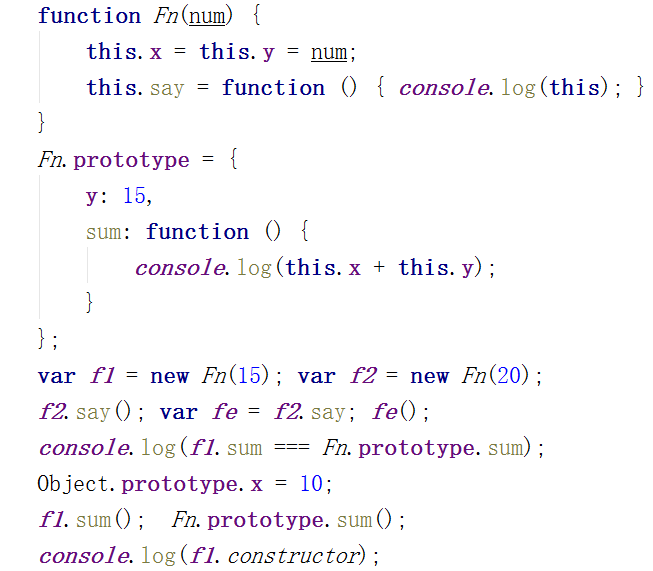 function Fn(num) {
    this.x = this.y = num;
    this.say = function () { console.log(this); }
}
Fn.prototype = {
    y: 15,
    sum: function () {
        console.log(this.x + this.y);
    }
};
var f1 = new Fn(15); var f2 = new Fn(20);
f2.say(); var fe = f2.say; fe();
console.log(f1.sum === Fn.prototype.sum);
Object.prototype.x = 10;
f1.sum();  Fn.prototype.sum();
console.log(f1.constructor);